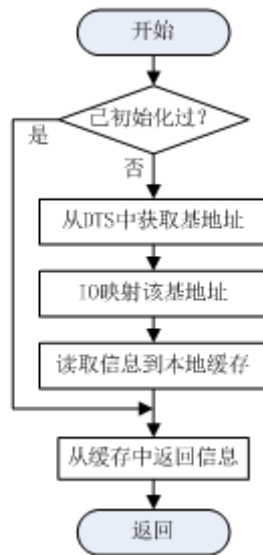 开始
已初始化过？
是
否
从DTS中获取基地址
IO映射该基地址
读取信息到本地缓存
从缓存中返回信息
返回